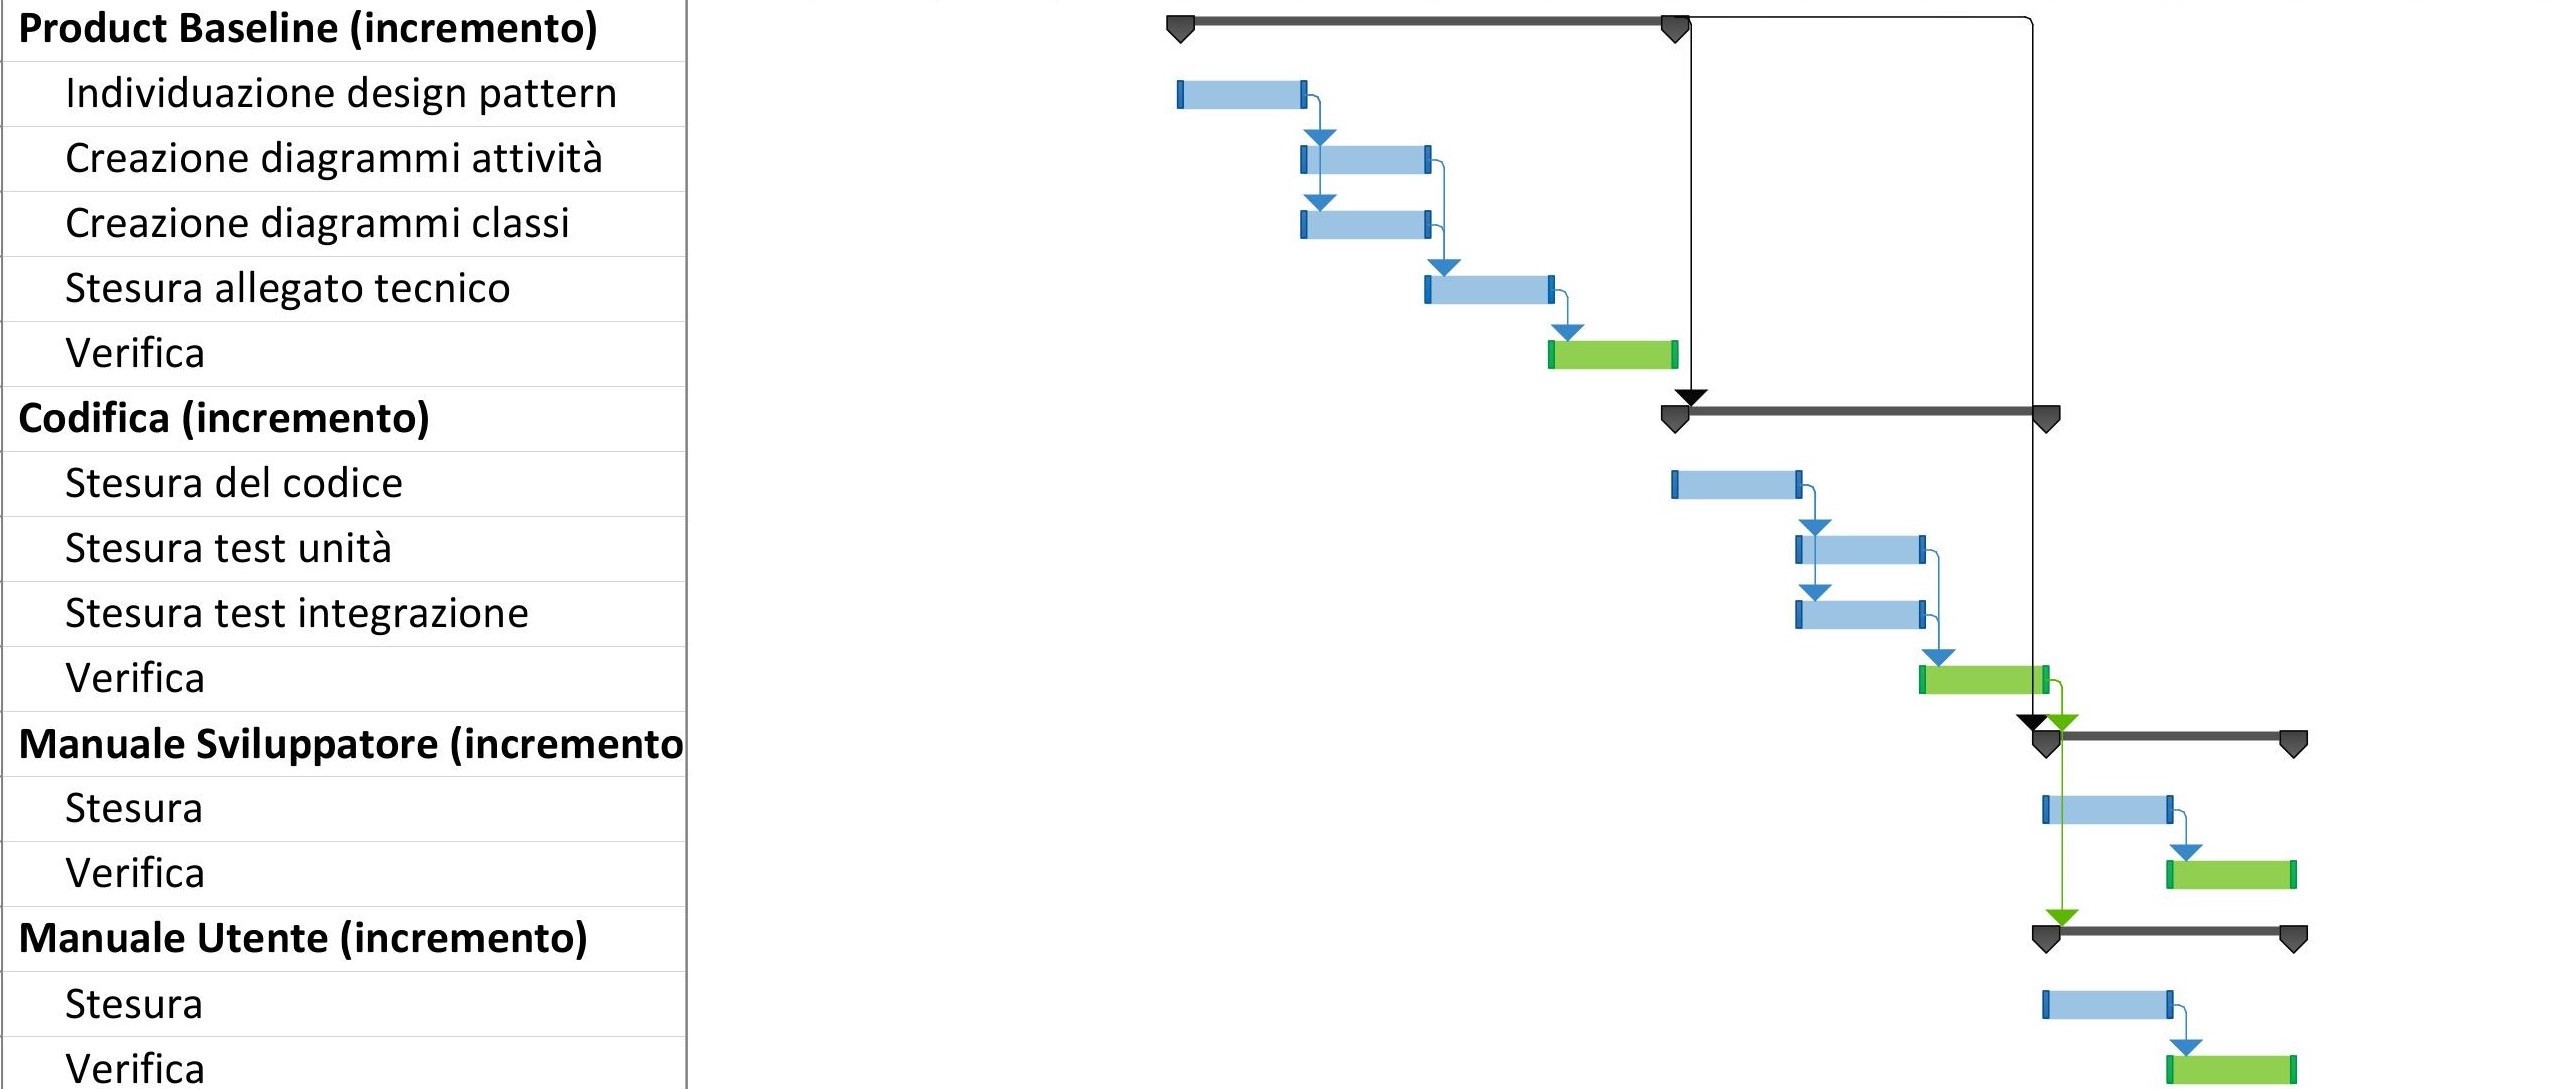 Product Baseline (incremento)
Individuazione design pattern
Creazione diagrammi attività
Creazione diagrammi classi
Stesura allegato tecnico
Verifica
Codifica (incremento)
Stesura del codice
Stesura test unità
Stesura test integrazione
Verifica
Manuale Sviluppatore (incremento
Stesura
Verifica
Manuale Utente (incremento)
Stesura
Verifica